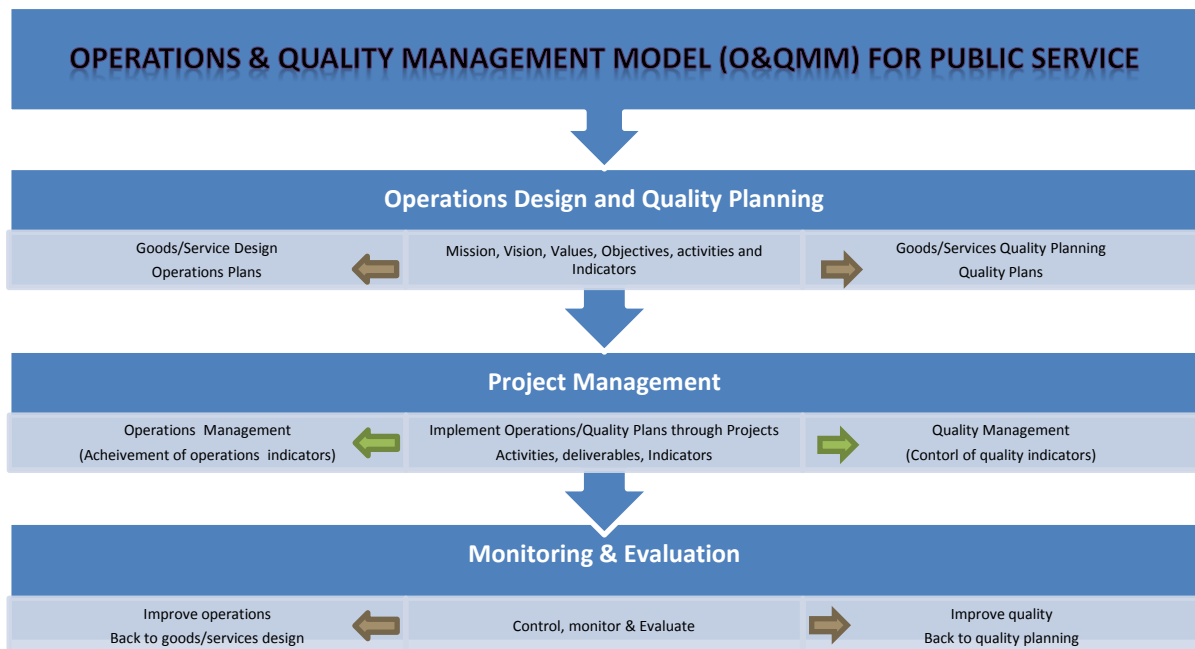 OPERATIONS & QUALITY MANAGEMENT MODEL (O&QMM) FOR PUBLIC SERVICE
Operations Design and Quality Planning
Goods/Service Design
Operations Plans
Mission, Vision, Values, Objectives, activities and
Indicators
Goods/Services Quality Planning
Quality Plans
Project Management
Operations Management
(Acheivement of operations indicators)
Implement Operations/Quality Plans through Projects
Activities, deliverables, Indicators
Quality Management
(Contorl of quality indicators)
Monitoring & Evaluation
Improve operations
Back to goods/services design
Control, monitor & Evaluate
Improve quality
Back to quality planning